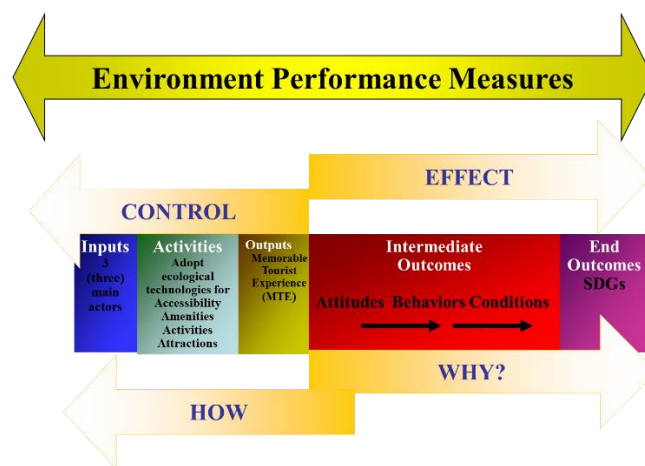 Environment Performance Measures
EFFECT
CONTROL
Inputs
3
(three)
main
actors
Activities
Adopt
ecological
technologies for
Accessibility
Amenities
Activities
Attractions
Outputs
Memorable
Tourist
Experience
(MTE)
Intermediate
Outcomes
Attitudes Behaviors Conditions
End
Outcomes
SDGs
WHY?
HOW